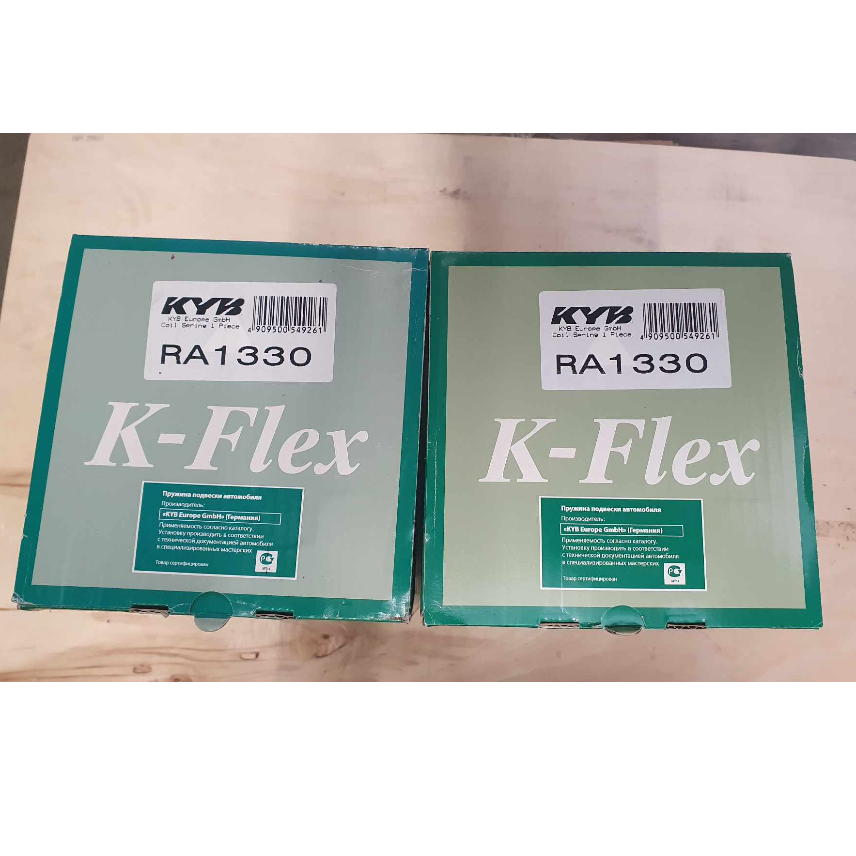 KYB
KYB Europe GmbH
Coil Spring 1 Piece
4 909500 549261
RA1330
K-Flex
Пружина подвески автомобиля
Производитель:
«KYB Europe GmbH» (Германия)
Применяемость согласно каталогу.
Установку производить в соответствии
с технической документацией автомобиля
в специализированных мастерских
Товар сертифицирован
KYB
KYB Europe GmbH
Coil Spring 1 Piece
4 909500 549261
RA1330
K-Flex
Пружина подвески автомобиля
Производитель:
«KYB Europe GmbH» (Германия)
Применяемость согласно каталогу.
Установку производить в соответствии
с технической документацией автомобиля
в специализированных мастерских
Товар сертифицирован